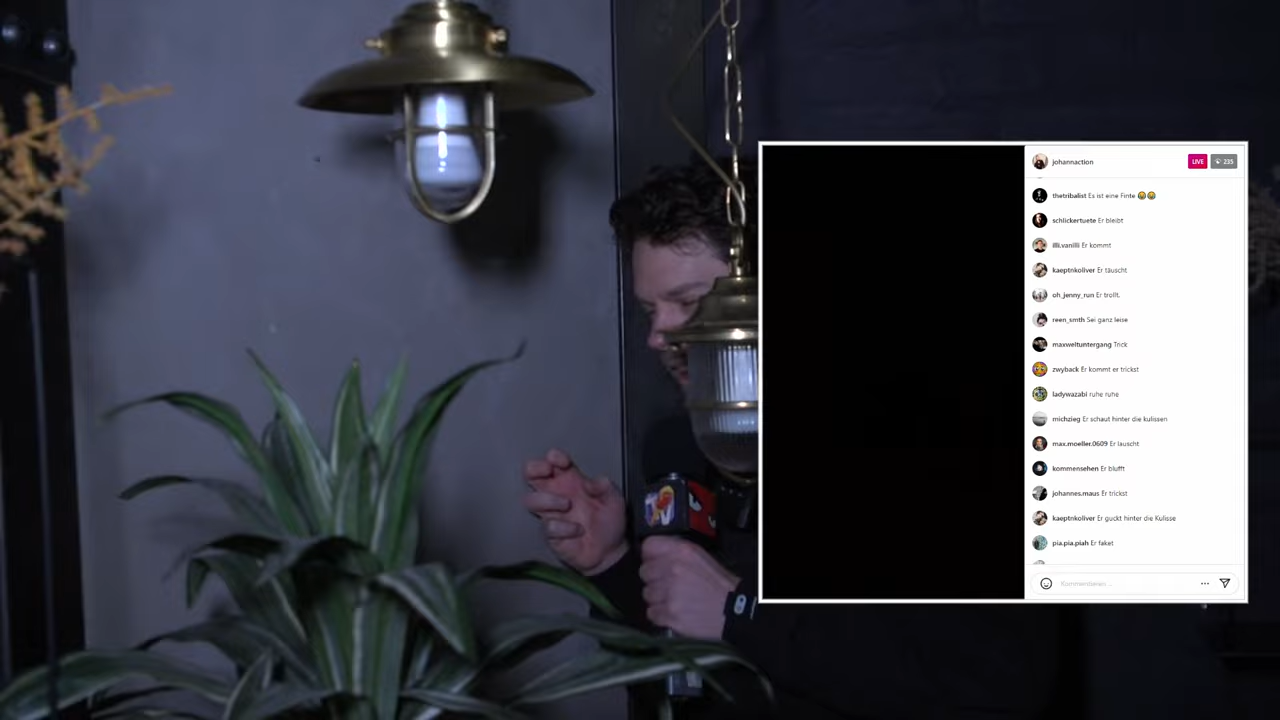 johannaction
LIVE
235
thetribalist Es ist eine Finte 😂😂
schlickertuete Er bleibt
illi.vanilli Er kommt
kaeptnkoliver Er täuscht
oh_jenny_run Er trollt.
reen_smth Sei ganz leise
maxweltuntergang Trick
zwyback Er kommt er trickst
ladywazabi ruhe ruhe
michzieg Er schaut hinter die kulissen
max.moeller.0609 Er lauscht
kommensehen Er blufft
johannes.maus Er trickst
kaeptnkoliver Er guckt hinter die Kulisse
pia.pia.piah Er faket
Kommentieren ...